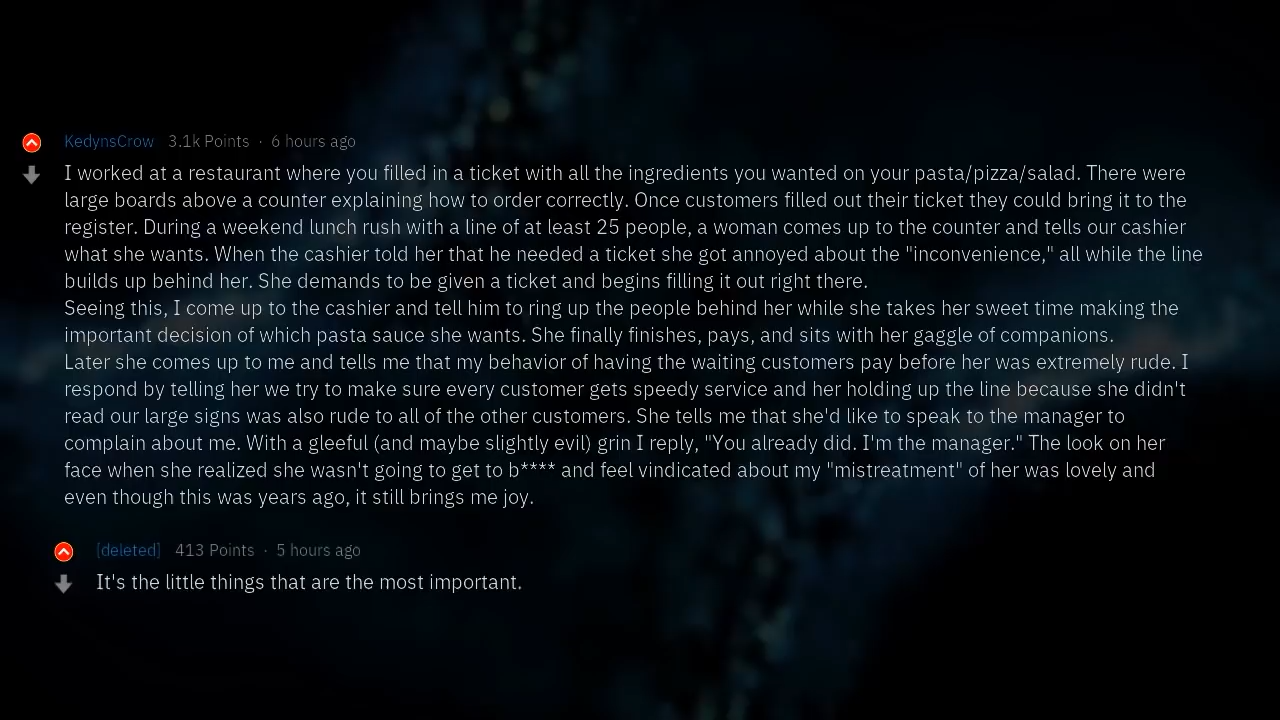 KedynsCrow 3.1k Points · 6 hours ago
I worked at a restaurant where you filled in a ticket with all the ingredients you wanted on your pasta/pizza/salad. There were
large boards above a counter explaining how to order correctly. Once customers filled out their ticket they could bring it to the
register. During a weekend lunch rush with a line of at least 25 people, a woman comes up to the counter and tells our cashier
what she wants. When the cashier told her that he needed a ticket she got annoyed about the "inconvenience," all while the line
builds up behind her. She demands to be given a ticket and begins filling it out right there.
Seeing this, I come up to the cashier and tell him to ring up the people behind her while she takes her sweet time making the
important decision of which pasta sauce she wants. She finally finishes, pays, and sits with her gaggle of companions.
Later she comes up to me and tells me that my behavior of having the waiting customers pay before her was extremely rude. I
respond by telling her we try to make sure every customer gets speedy service and her holding up the line because she didn't
read our large signs was also rude to all of the other customers. She tells me that she'd like to speak to the manager to
complain about me. With a gleeful (and maybe slightly evil) grin I reply, "You already did. I'm the manager." The look on her
face when she realized she wasn't going to get to b**** and feel vindicated about my "mistreatment" of her was lovely and
even though this was years ago, it still brings me joy.
[deleted] 413 Points · 5 hours ago
It's the little things that are the most important.